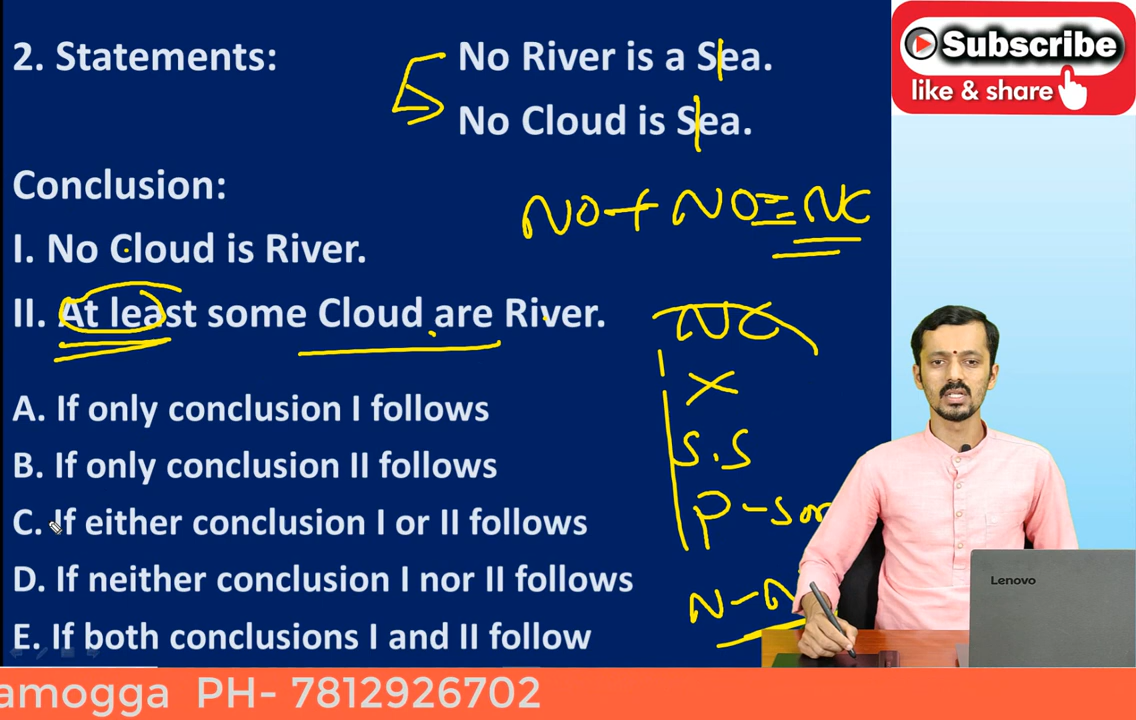 2. Statements:
No River is a Sea.
No Cloud is Sea.
Conclusion:
I. No Cloud is River.
II. At least some Cloud are River.
A. If only conclusion I follows
B. If only conclusion II follows
C. If either conclusion I or II follows
D. If neither conclusion I nor II follows
E. If both conclusions I and II follow
NO + NO = NC
NC
X
S.S
P - Som
N - N
Subscribe
like & share
Lenovo
amogga PH- 7812926702